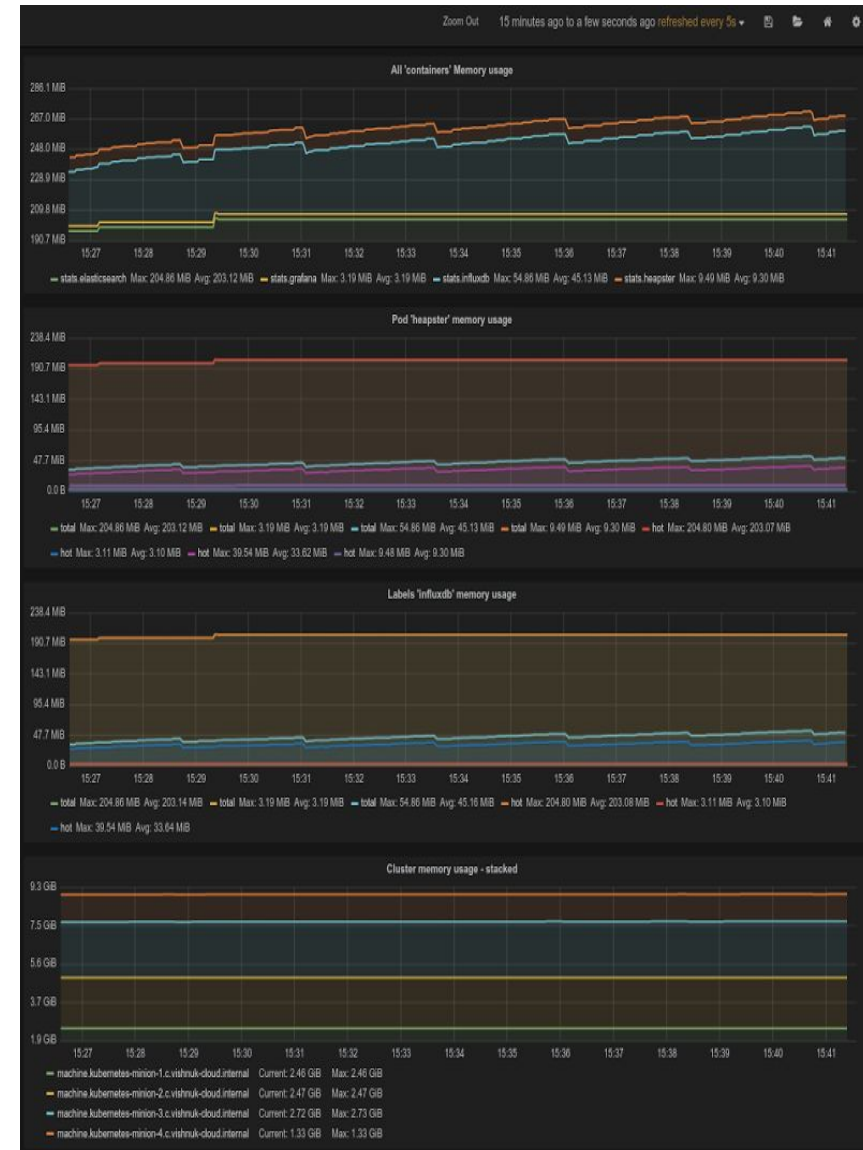 Zoom Out 15 minutes ago to a few seconds ago refreshed every 5s
All 'containers' Memory usage
286.1 MiB
267.0 MiB
248.0 MiB
228.9 MiB
209.8 MiB
190.7 MiB
15:27 15:28 15:29 15:30 15:31 15:32 15:33 15:34 15:35 15:36 15:37 15:38 15:39 15:40 15:41
stats.elasticsearch Max: 204.86 MiB Avg: 203.12 MiB stats.grafana Max: 3.19 MiB Avg: 3.19 MiB stats.influxdb Max: 54.86 MiB Avg: 45.13 MiB stats.heapster Max: 9.49 MiB Avg: 9.30 MiB
Pod 'heapster' memory usage
238.4 MiB
190.7 MiB
143.1 MiB
95.4 MiB
47.7 MiB
0.0 B
15:27 15:28 15:29 15:30 15:31 15:32 15:33 15:34 15:35 15:36 15:37 15:38 15:39 15:40 15:41
total Max: 204.86 MiB Avg: 203.12 MiB total Max: 3.19 MiB Avg: 3.19 MiB total Max: 54.86 MiB Avg: 45.13 MiB total Max: 9.49 MiB Avg: 9.30 MiB hot Max: 204.80 MiB Avg: 203.07 MiB
hot Max: 3.11 MiB Avg: 3.10 MiB hot Max: 39.54 MiB Avg: 33.62 MiB hot Max: 9.48 MiB Avg: 9.30 MiB
Labels 'influxdb' memory usage
238.4 MiB
190.7 MiB
143.1 MiB
95.4 MiB
47.7 MiB
0.0 B
15:27 15:28 15:29 15:30 15:31 15:32 15:33 15:34 15:35 15:36 15:37 15:38 15:39 15:40 15:41
total Max: 204.86 MiB Avg: 203.14 MiB total Max: 3.19 MiB Avg: 3.19 MiB total Max: 54.86 MiB Avg: 45.16 MiB hot Max: 204.80 MiB Avg: 203.08 MiB hot Max: 3.11 MiB Avg: 3.10 MiB
hot Max: 39.54 MiB Avg: 33.64 MiB
Cluster memory usage - stacked
9.3 GiB
7.5 GiB
5.6 GiB
3.7 GiB
1.9 GiB
15:27 15:28 15:29 15:30 15:31 15:32 15:33 15:34 15:35 15:36 15:37 15:38 15:39 15:40 15:41
machine.kubernetes-minion-1.c.vishnuk-cloud.internal Current: 2.46 GiB Max: 2.46 GiB
machine.kubernetes-minion-2.c.vishnuk-cloud.internal Current: 2.47 GiB Max: 2.47 GiB
machine.kubernetes-minion-3.c.vishnuk-cloud.internal Current: 2.72 GiB Max: 2.73 GiB
machine.kubernetes-minion-4.c.vishnuk-cloud.internal Current: 1.33 GiB Max: 1.33 GiB